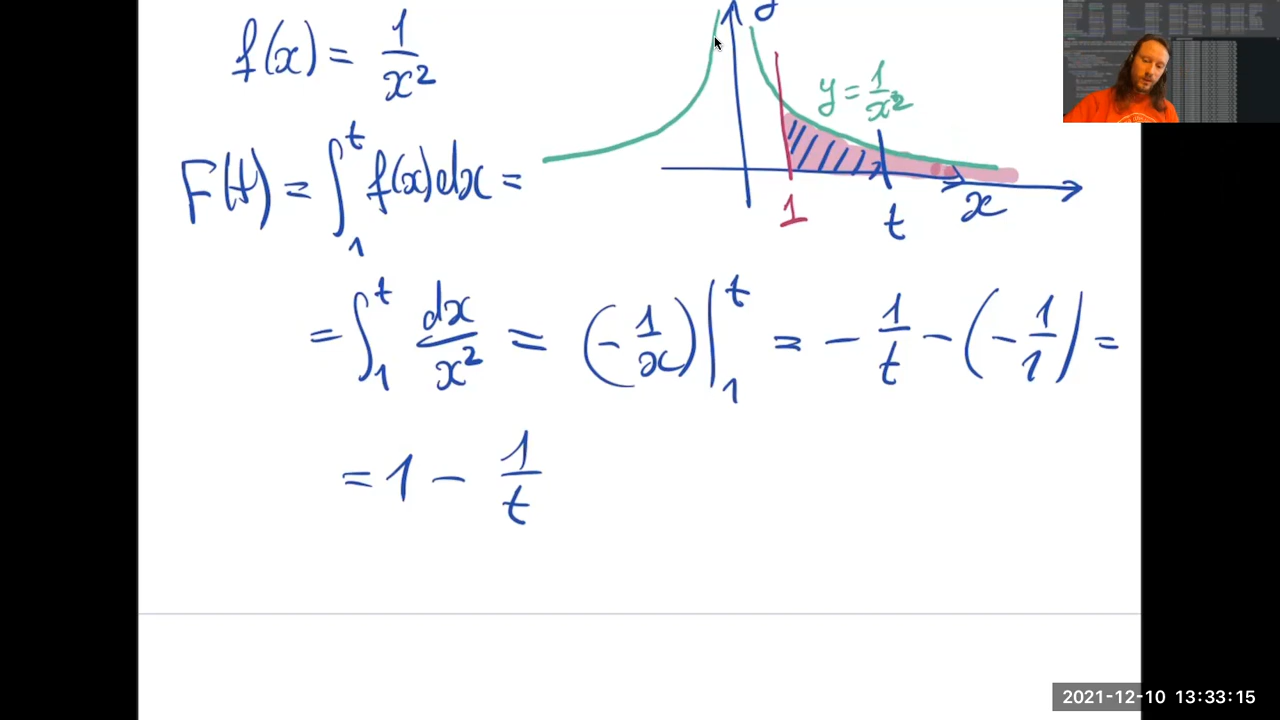 f(x) = 1/x²
y
y = 1/x²
F(t) = ∫₁ᵗ f(x)dx =
1 t x
= ∫₁ᵗ dx/x² = (-1/x)|₁ᵗ = -1/t - (-1/1) =
= 1 - 1/t
2021-12-10 13:33:15